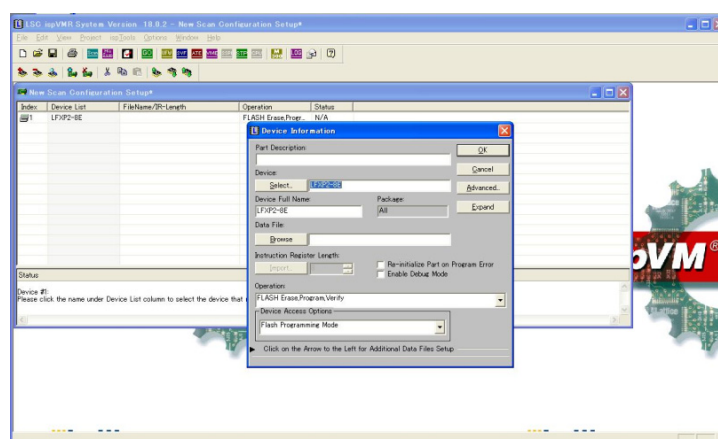 LSC ispVMR System Version 18.0.2 - New Scan Configuration Setup*
File Edit View Project ispTools Options Window Help
New Scan Configuration Setup*
Index Device List FileName/IR-Length Operation Status
1 LFXP2-8E FLASH Erase,Progr... N/A
Device Information
Part Description:
OK
Device:
Cancel
Select... LFXP2-8E
Advanced..
Device Full Name: Package:
LFXP2-8E All
Expand
Data File:
Browse
Instruction Register Length:
Import..
Re-initialize Part on Program Error
Enable Debug Mode
Operation:
FLASH Erase,Program,Verify
Device Access Options:
Flash Programming Mode
Click on the Arrow to the Left for Additional Data Files Setup
Status
Device #1:
Please click the name under Device List column to select the device that
pVM ®